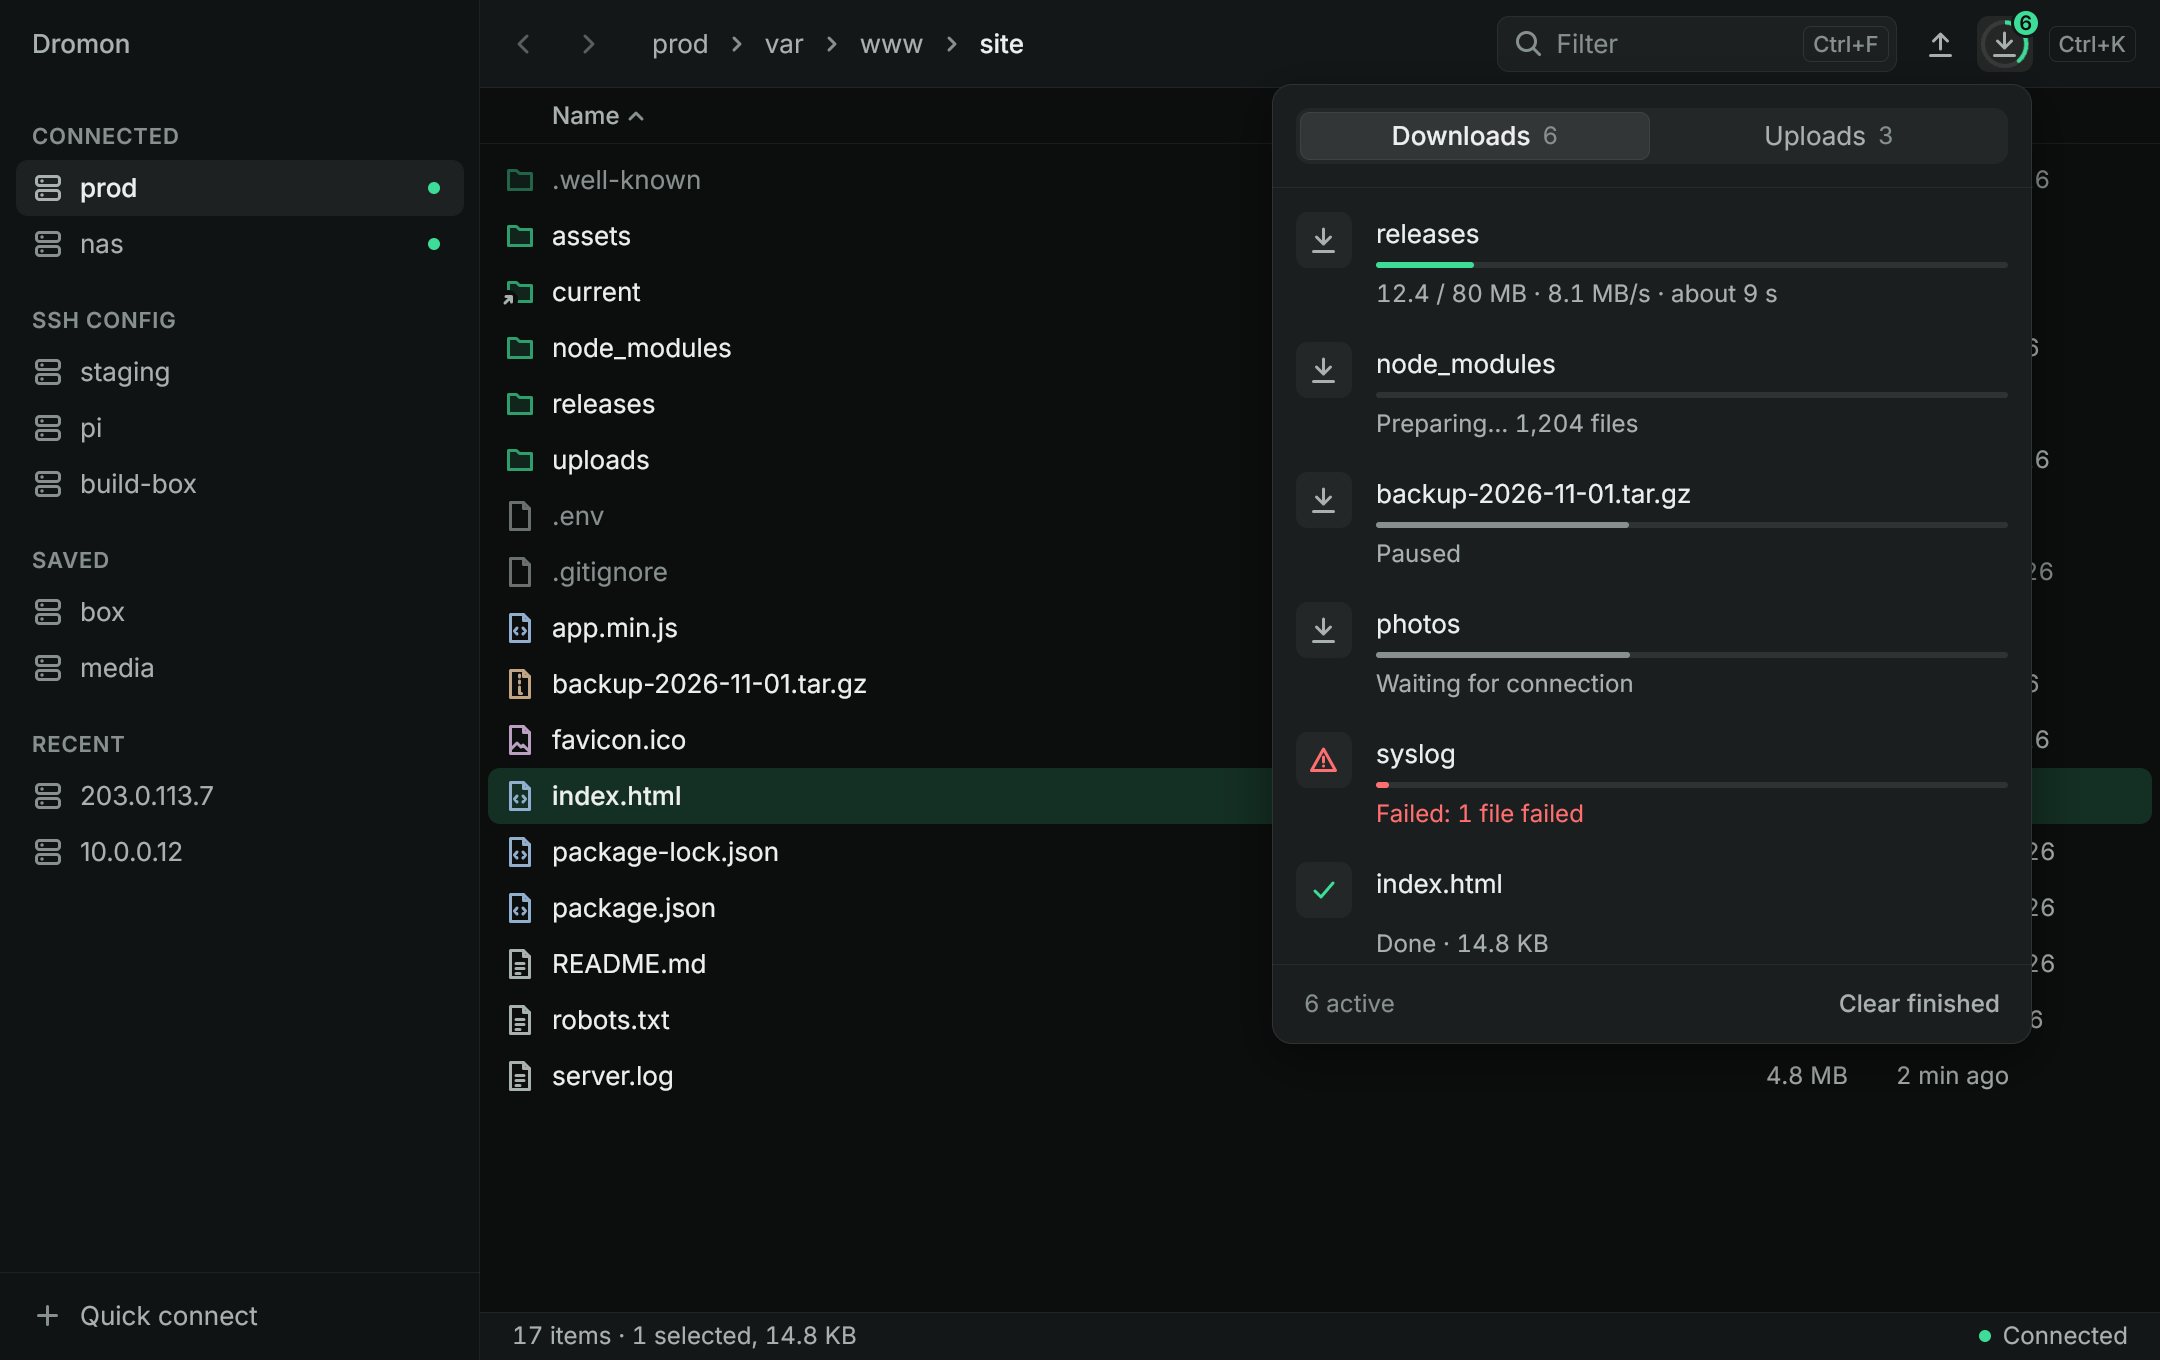 Dromon
CONNECTED
prod
nas
SSH CONFIG
staging
pi
build-box
SAVED
box
media
RECENT
203.0.113.7
10.0.0.12
Quick connect
prod > var > www > site
Filter Ctrl+F
6
Ctrl+K
Name
.well-known
assets
current
node_modules
releases
uploads
.env
.gitignore
app.min.js
backup-2026-11-01.tar.gz
favicon.ico
index.html
package-lock.json
package.json
README.md
robots.txt
server.log 4.8 MB 2 min ago
Downloads 6 Uploads 3
releases
12.4 / 80 MB · 8.1 MB/s · about 9 s
node_modules
Preparing... 1,204 files
backup-2026-11-01.tar.gz
Paused
photos
Waiting for connection
syslog
Failed: 1 file failed
index.html
Done · 14.8 KB
6 active Clear finished
17 items · 1 selected, 14.8 KB
Connected